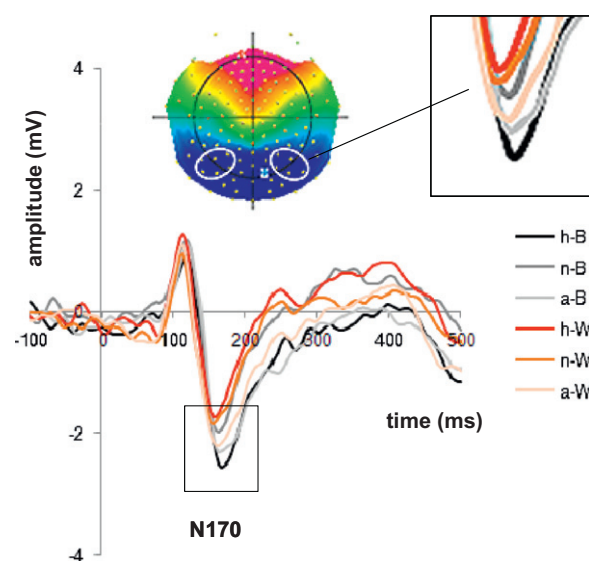 4
2
-100
0
100
200
300
400
500
-2
-4
amplitude (mV)
time (ms)
N170
h-B
n-B
a-B
h-W
n-W
a-W